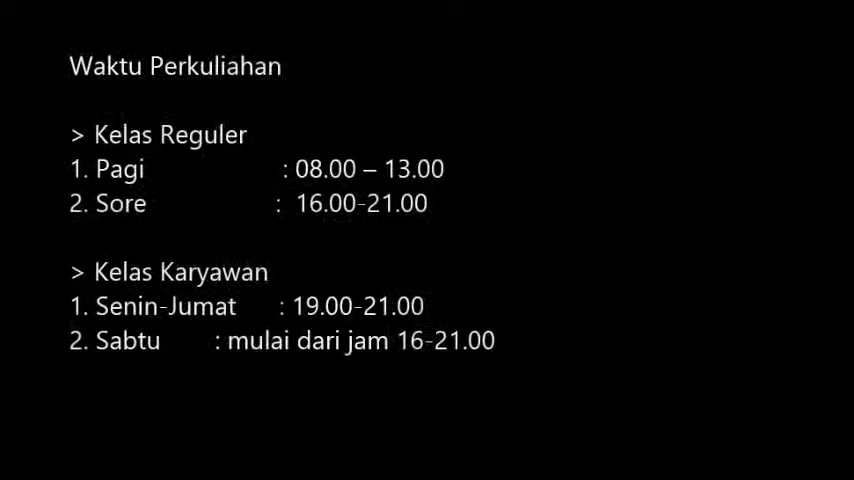 Waktu Perkuliahan
> Kelas Reguler
1. Pagi : 08.00 – 13.00
2. Sore : 16.00-21.00
> Kelas Karyawan
1. Senin-Jumat : 19.00-21.00
2. Sabtu : mulai dari jam 16-21.00